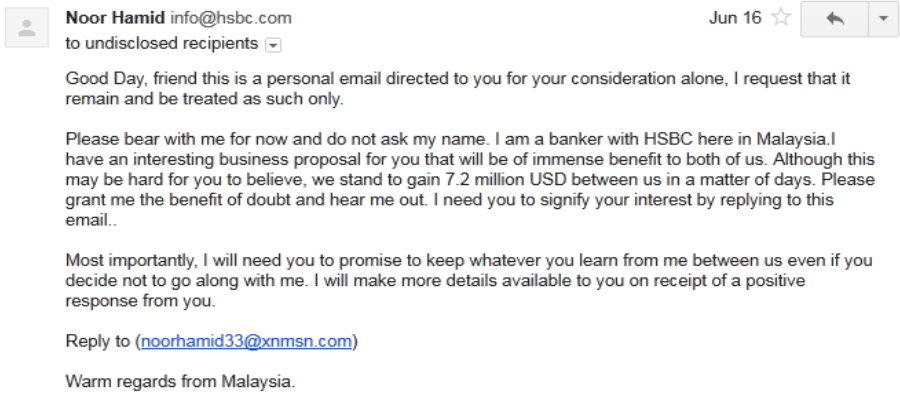 Noor Hamid info@hsbc.com Jun 16
to undisclosed recipients
Good Day, friend this is a personal email directed to you for your consideration alone, I request that it
remain and be treated as such only.
Please bear with me for now and do not ask my name. I am a banker with HSBC here in Malaysia.I
have an interesting business proposal for you that will be of immense benefit to both of us. Although this
may be hard for you to believe, we stand to gain 7.2 million USD between us in a matter of days. Please
grant me the benefit of doubt and hear me out. I need you to signify your interest by replying to this
email..
Most importantly, I will need you to promise to keep whatever you learn from me between us even if you
decide not to go along with me. I will make more details available to you on receipt of a positive
response from you.
Reply to (noorhamid33@xnmsn.com)
Warm regards from Malaysia.